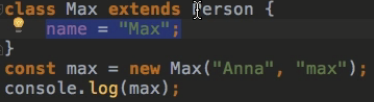 class Max extends Person {
name = "Max";
}
const max = new Max("Anna", "max");
console.log(max);